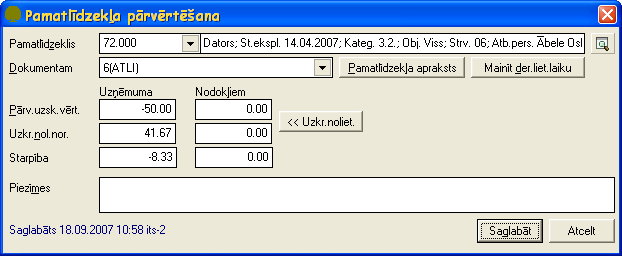 Pamatlīdzekļa pārvērtēšana
Pamatlīdzeklis 72.000 Dators; St.ekspl. 14.04.2007; Kateg. 3.2.; Obj. Viss; Strv. 06; Atb.pers. Ābele Osl
Dokumentam 6(ATLI) Pamatlīdzekļa apraksts Mainīt der.liet.laiku
Uzņēmuma Nodokļiem
Pārv.uzsk.vērt. -50.00 0.00
<< Uzkr.noliet.
Uzkr.nol.nor. 41.67 0.00
Starpība -8.33 0.00
Piezīmes
Saglabāts 18.09.2007 10:58 its-2 Saglabāt Atcelt